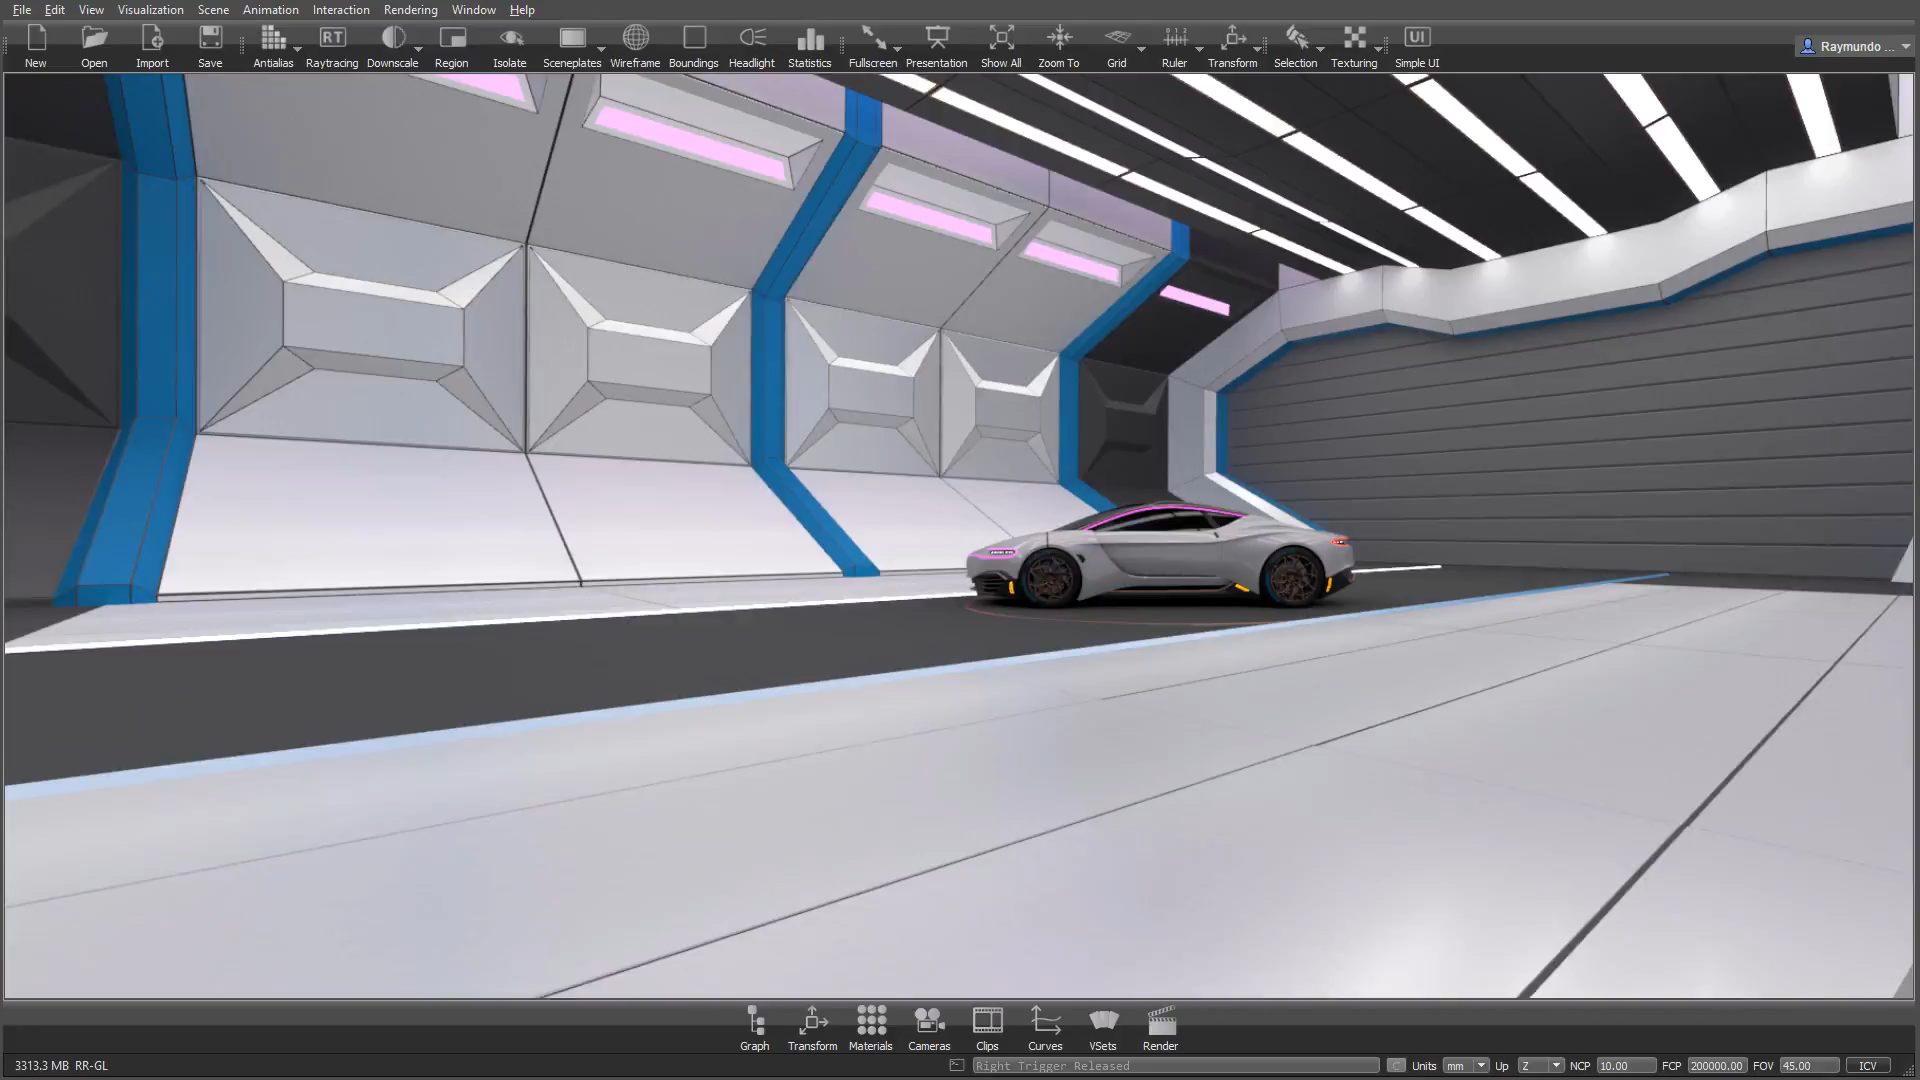 File Edit View Visualization Scene Animation Interaction Rendering Window Help
RT UI
New Open Import Save Antialias Raytracing Downscale Region Isolate Sceneplates Wireframe Boundings Headlight Statistics Fullscreen Presentation Show All Zoom To Grid Ruler Transform Selection Texturing Simple UI
Raymundo ...
Graph Transform Materials Cameras Clips Curves VSets Render
3313.3 MB RR-GL
Right Trigger Released
C Units mm Up Z NCP 10.00 FCP 200000.00 FOV 45.00 ICV